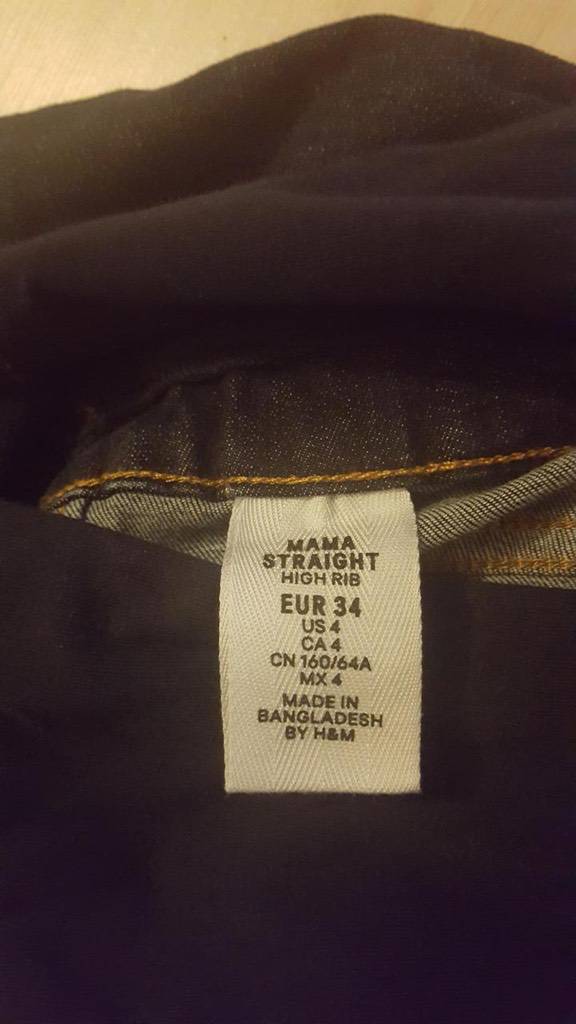 MAMA
STRAIGHT
HIGH RIB
EUR 34
US 4
CA 4
CN 160/64A
MX 4
MADE IN
BANGLADESH
BY H&M